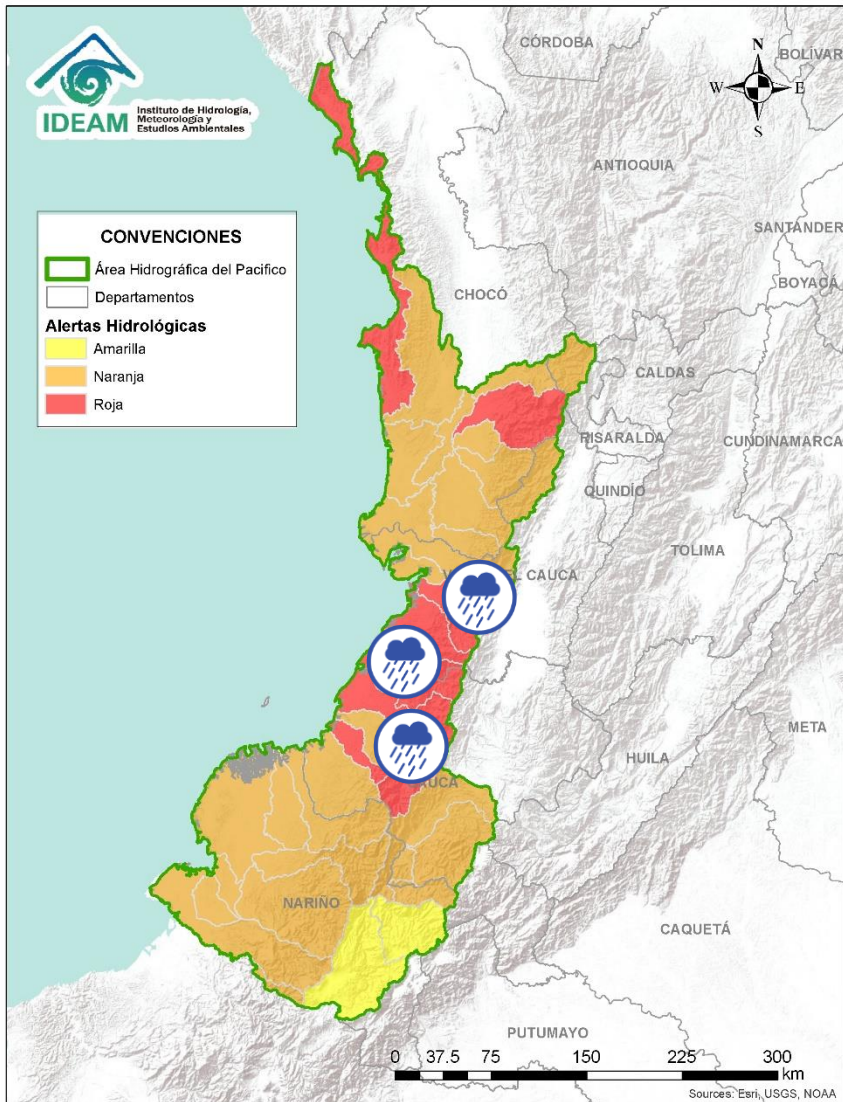 IDEAM
Instituto de Hidrología,
Meteorología y
Estudios Ambientales
CÓRDOBA
BOLÍVAR
N
W
E
S
ANTIOQUIA
SANTANDER
BOYACÁ
CONVENCIONES
Área Hidrográfica del Pacifico
Departamentos
Alertas Hidrológicas
Amarilla
Naranja
Roja
CHOCÓ
CALDAS
RISARALDA
CUNDINAMARCA
QUINDÍO
TOLIMA
V
EL CAUCA
META
HUILA
AUCA
NARIÑO
CAQUETÁ
PUTUMAYO
0 37.5 75 150 225 300
km
Sources: Esri, USGS, NOAA